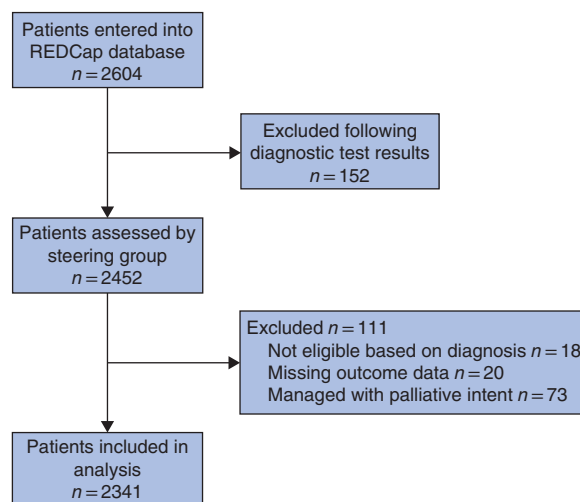 Patients entered into
REDCap database
n = 2604
Excluded following
diagnostic test results
n = 152
Patients assessed by
steering group
n = 2452
Excluded n = 111
Not eligible based on diagnosis n = 18
Missing outcome data n = 20
Managed with palliative intent n = 73
Patients included in
analysis
n = 2341